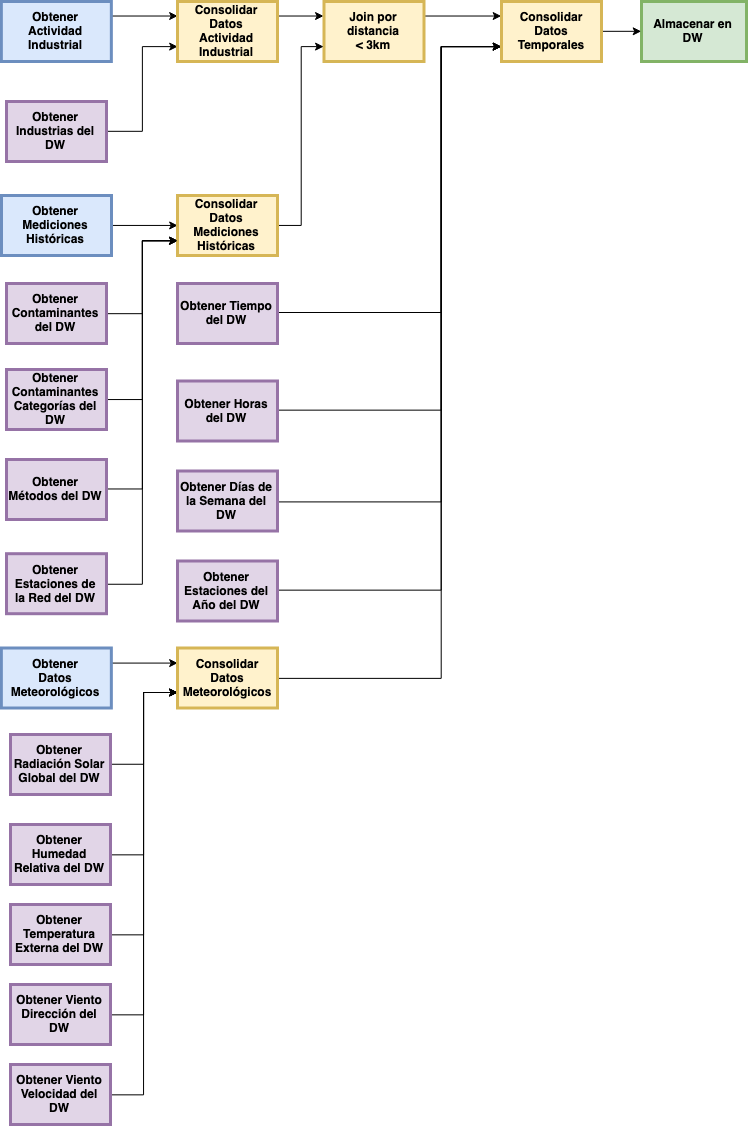 Obtener
Actividad
Industrial
Consolidar
Datos
Actividad
Industrial
Join por
distancia
< 3km
Consolidar
Datos
Temporales
Almacenar en
DW
Obtener
Industrias del
DW
Obtener
Mediciones
Históricas
Consolidar
Datos
Mediciones
Históricas
Obtener
Contaminantes
del DW
Obtener Tiempo
del DW
Obtener
Contaminantes
Categorías del
DW
Obtener Horas
del DW
Obtener
Métodos del DW
Obtener Días de
la Semana del
DW
Obtener
Estaciones de
la Red del DW
Obtener
Estaciones del
Año del DW
Obtener
Datos
Meteorológicos
Consolidar
Datos
Meteorológicos
Obtener
Radiación Solar
Global del DW
Obtener
Humedad
Relativa del DW
Obtener
Temperatura
Externa del DW
Obtener Viento
Dirección del
DW
Obtener Viento
Velocidad del
DW